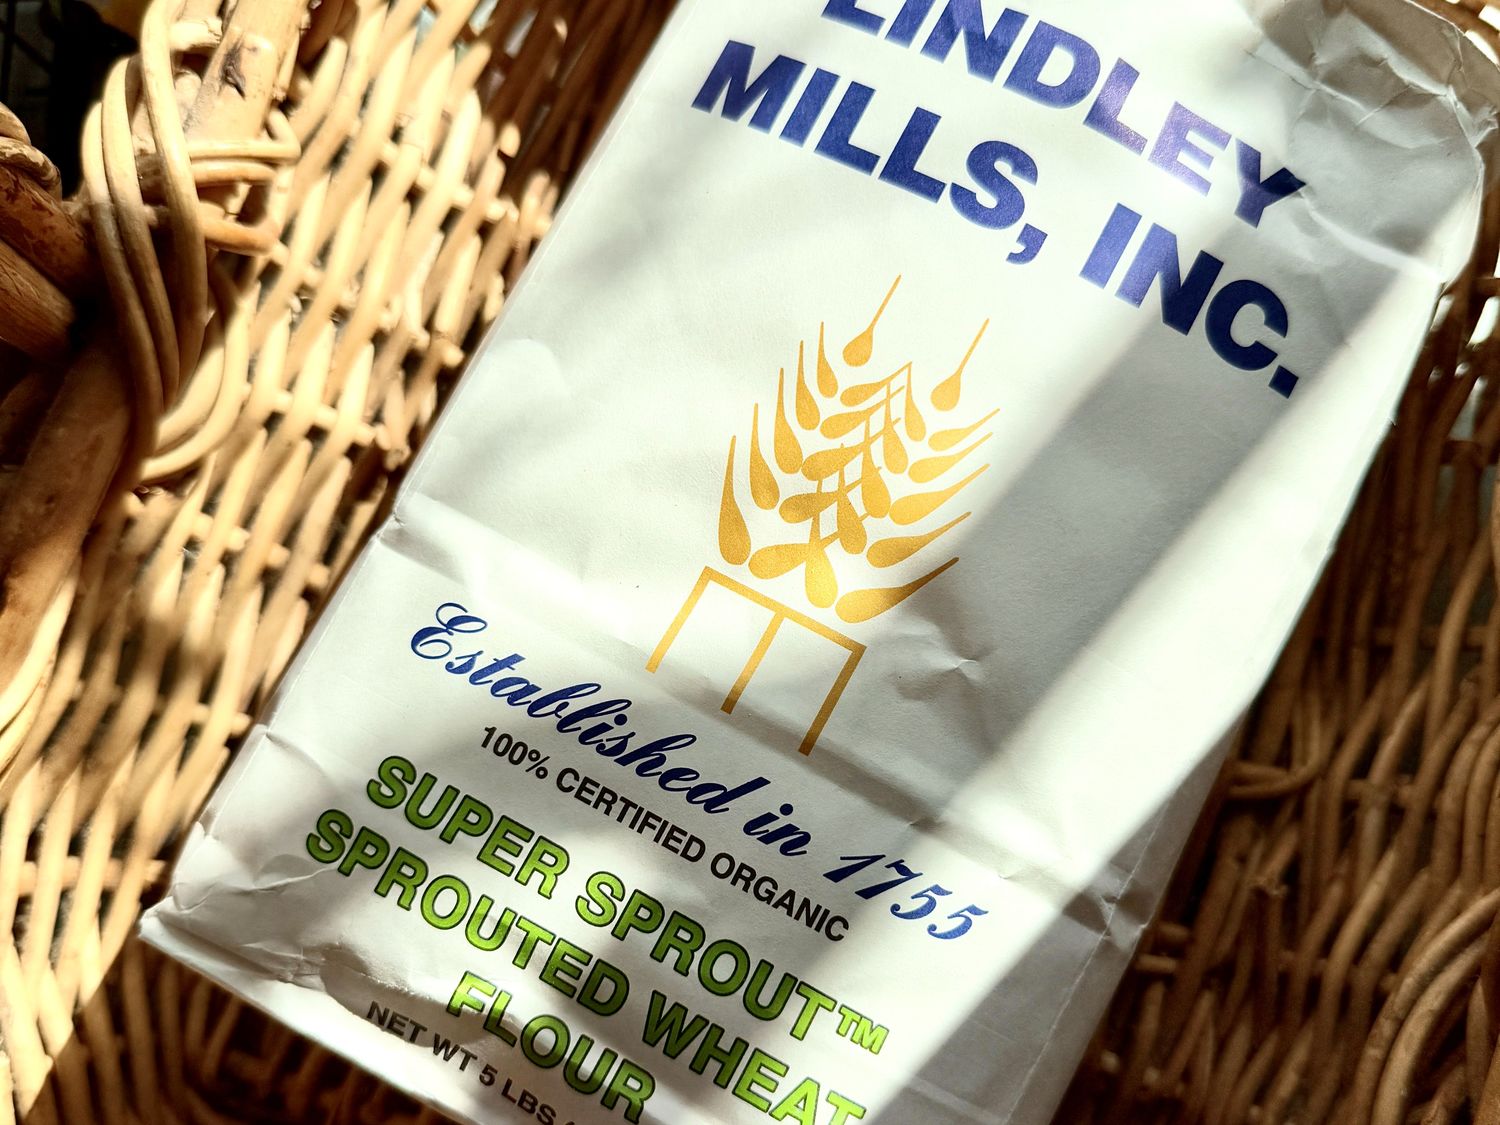 LINDLEY
MILLS, INC.
Established in 1755
100% CERTIFIED ORGANIC
SUPER SPROUT™
SPROUTED WHEAT
FLOUR
NET WT 5 LBS